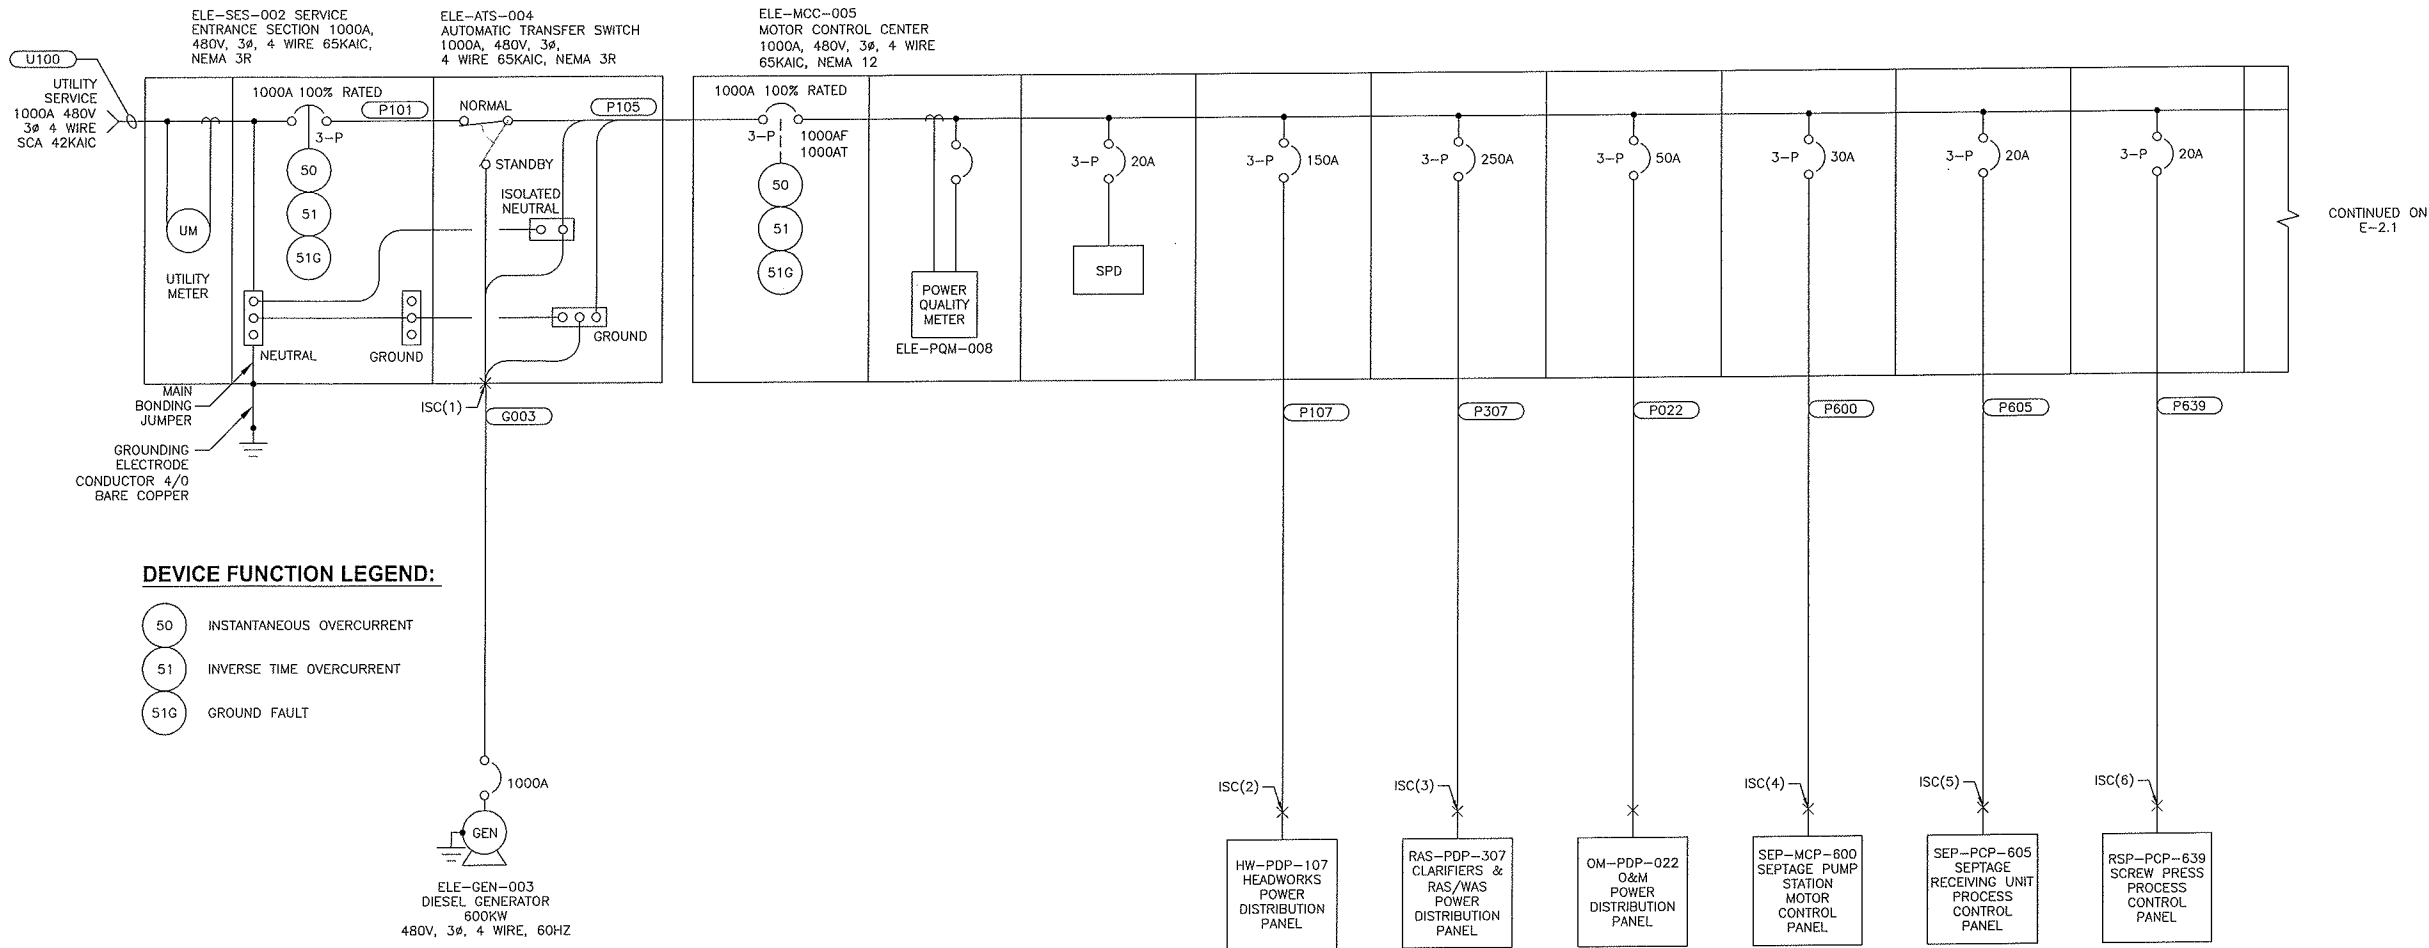 ELE-SES-002 SERVICE
ENTRANCE SECTION 1000A,
480V, 3ø, 4 WIRE 65KAIC,
NEMA 3R
ELE-ATS-004
AUTOMATIC TRANSFER SWITCH
1000A, 480V, 3ø,
4 WIRE 65KAIC, NEMA 3R
ELE-MCC-005
MOTOR CONTROL CENTER
1000A, 480V, 3ø, 4 WIRE
65KAIC, NEMA 12
U100
UTILITY
SERVICE
1000A 480V
3ø 4 WIRE
SCA 42KAIC
1000A 100% RATED
P101
3-P
50
51
51G
UM
UTILITY
METER
NEUTRAL
GROUND
MAIN
BONDING
JUMPER
GROUNDING
ELECTRODE
CONDUCTOR 4/0
BARE COPPER
NORMAL
P105
STANDBY
ISOLATED
NEUTRAL
GROUND
ISC(1)
G003
1000A 100% RATED
3-P
1000AF
1000AT
50
51
51G
POWER
QUALITY
METER
ELE-PQM-008
3-P 20A
SPD
3-P 150A
3-P 250A
3-P 50A
3-P 30A
3-P 20A
3-P 20A
CONTINUED ON
E-2.1
P107
P307
P022
P600
P605
P639
DEVICE FUNCTION LEGEND:
50 INSTANTANEOUS OVERCURRENT
51 INVERSE TIME OVERCURRENT
51G GROUND FAULT
1000A
GEN
ELE-GEN-003
DIESEL GENERATOR
600KW
480V, 3ø, 4 WIRE, 60HZ
ISC(2)
ISC(3)
ISC(4)
ISC(5)
ISC(6)
HW-PDP-107
HEADWORKS
POWER
DISTRIBUTION
PANEL
RAS-PDP-307
CLARIFIERS &
RAS/WAS
POWER
DISTRIBUTION
PANEL
OM-PDP-022
O&M
POWER
DISTRIBUTION
PANEL
SEP-MCP-600
SEPTAGE PUMP
STATION
MOTOR
CONTROL
PANEL
SEP-PCP-605
SEPTAGE
RECEIVING UNIT
PROCESS
CONTROL
PANEL
RSP-PCP-639
SCREW PRESS
PROCESS
CONTROL
PANEL